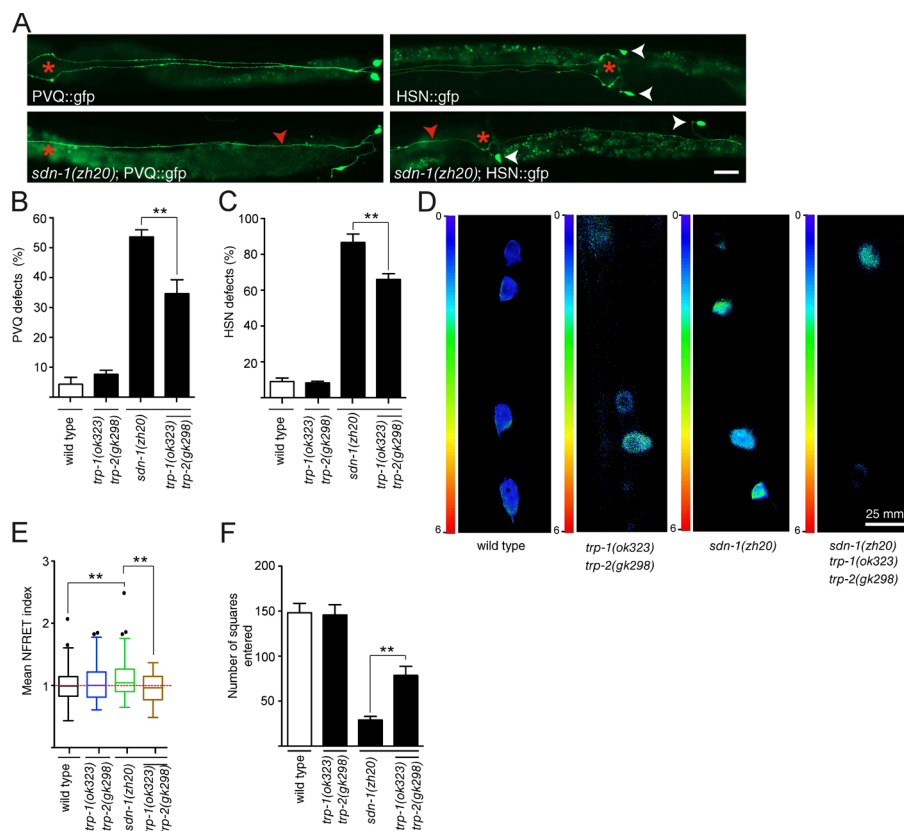 A
PVQ::gfp
HSN::gfp
sdn-1(zh20); PVQ::gfp
sdn-1(zh20); HSN::gfp
B
PVQ defects (%)
60
50
40
30
20
10
**
wild type
trp-1(ok323)
trp-2(gk298)
sdn-1(zh20)
trp-1(ok323)
trp-2(gk298)
C
HSN defects (%)
100
80
60
40
20
**
wild type
trp-1(ok323)
trp-2(gk298)
sdn-1(zh20)
trp-1(ok323)
trp-2(gk298)
D
0
6
0
6
0
6
0
6
25 mm
wild type
trp-1(ok323)
trp-2(gk298)
sdn-1(zh20)
sdn-1(zh20)
trp-1(ok323)
trp-2(gk298)
E
Mean NFRET index
3
2
1
0
**
**
wild type
trp-1(ok323)
trp-2(gk298)
sdn-1(zh20)
trp-1(ok323)
trp-2(gk298)
F
Number of squares
entered
200
150
100
50
**
wild type
trp-1(ok323)
trp-2(gk298)
sdn-1(zh20)
trp-1(ok323)
trp-2(gk298)